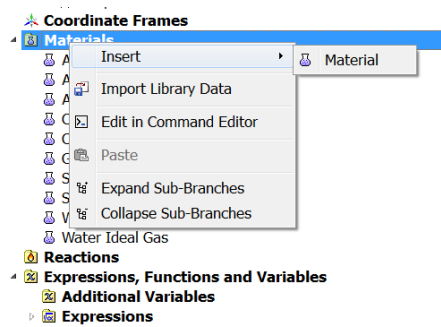 Coordinate Frames
Materials
Insert
Material
Import Library Data
Edit in Command Editor
Paste
Expand Sub-Branches
Collapse Sub-Branches
Water Ideal Gas
Reactions
Expressions, Functions and Variables
Additional Variables
Expressions